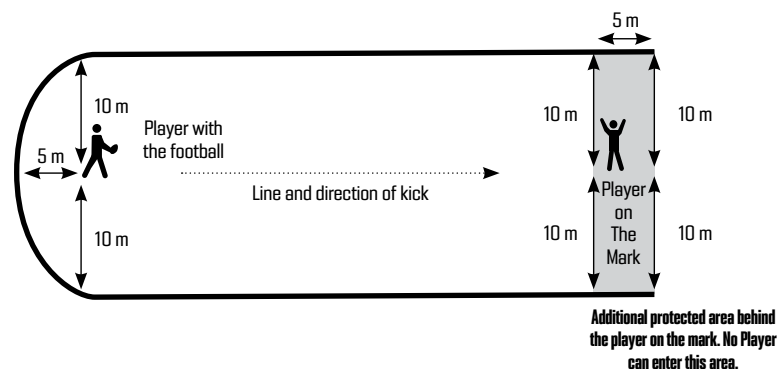 5 m
10 m
10 m
10 m
Player with
the football
5 m
Line and direction of kick
Player
on
The
Mark
10 m
10 m
10 m
Additional protected area behind
the player on the mark. No Player
can enter this area.